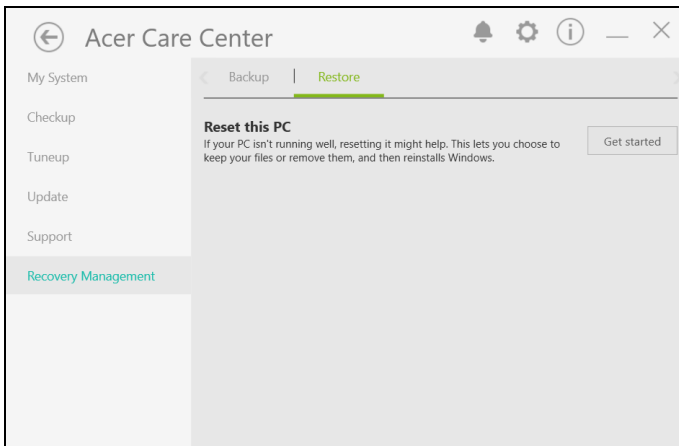 Acer Care Center
My System
Checkup
Tuneup
Update
Support
Recovery Management
Backup
Restore
Reset this PC
If your PC isn't running well, resetting it might help. This lets you choose to
keep your files or remove them, and then reinstalls Windows.
Get started